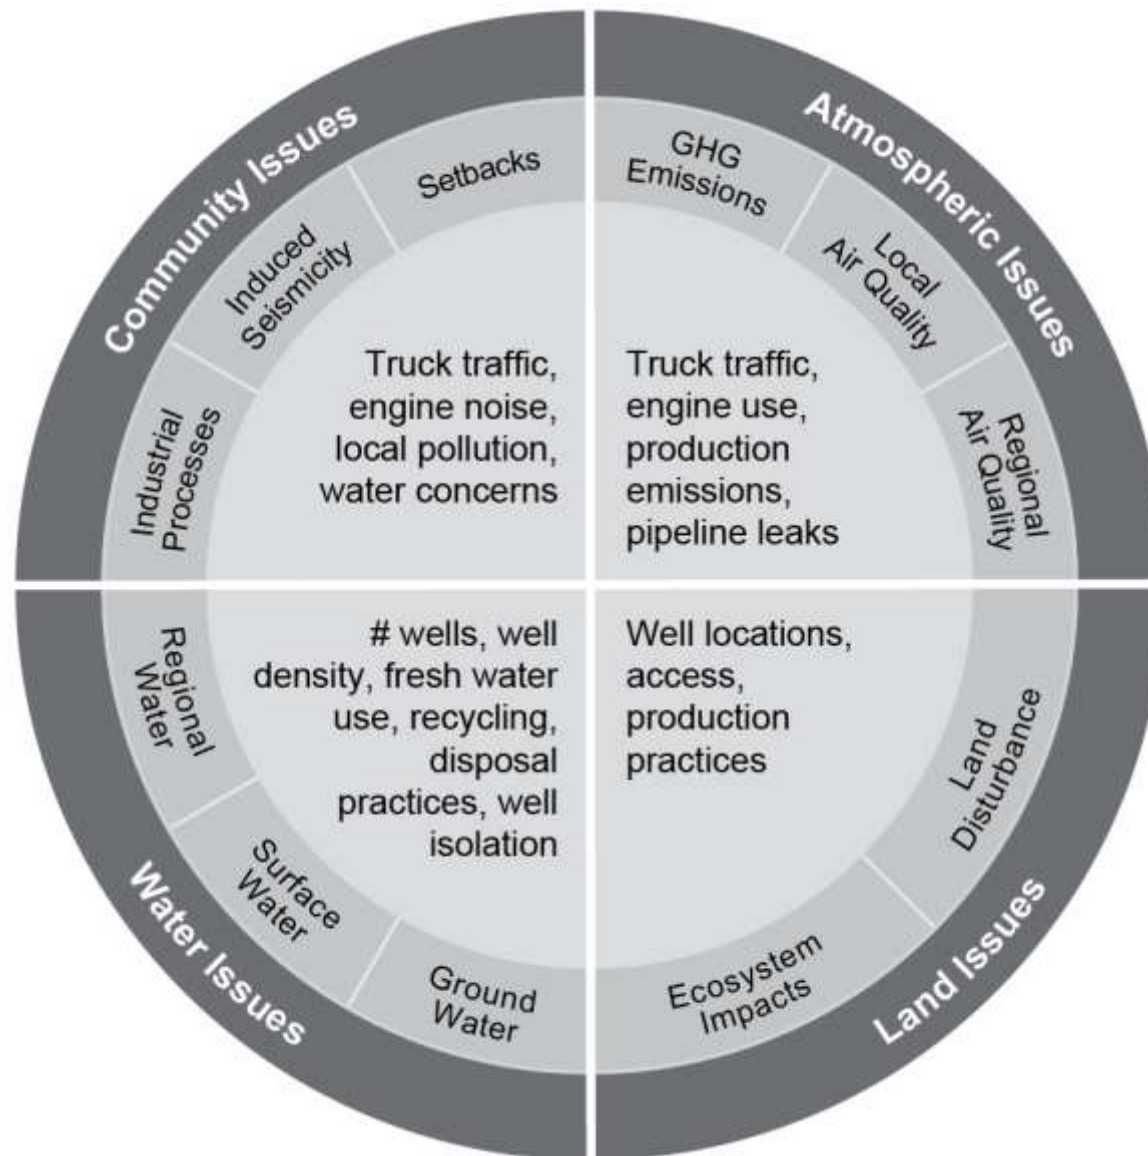 Community Issues
Setbacks
Induced
Seismicity
Industrial
Processes
Truck traffic,
engine noise,
local pollution,
water concerns
Atmospheric Issues
GHG
Emissions
Local
Air Quality
Regional
Air Quality
Truck traffic,
engine use,
production
emissions,
pipeline leaks
Water Issues
Regional
Water
Surface
Water
Ground
Water
# wells, well
density, fresh water
use, recycling,
disposal
practices, well
isolation
Land Issues
Land
Disturbance
Ecosystem
Impacts
Well locations,
access,
production
practices